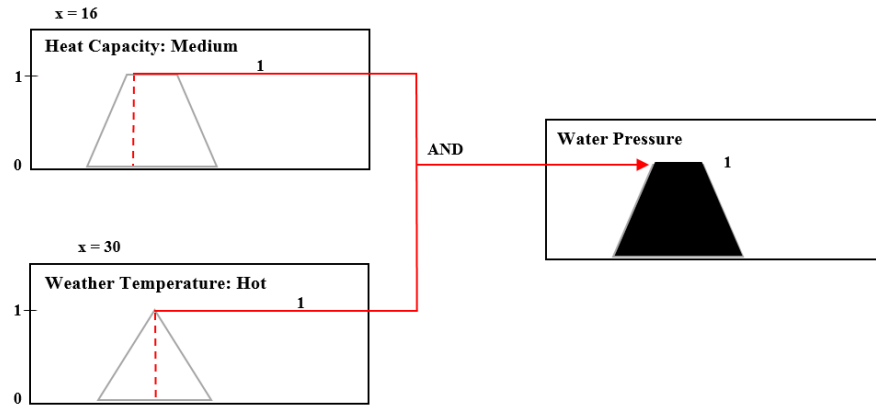 x = 16
Heat Capacity: Medium
1
1
0
AND
Water Pressure
1
x = 30
Weather Temperature: Hot
1
1
0